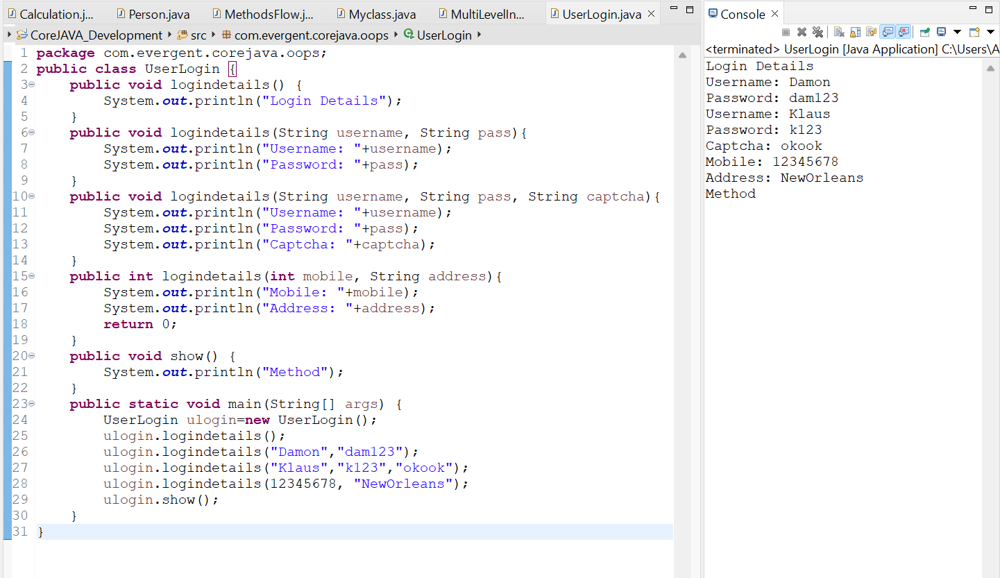 Calculation.j... Person.java MethodsFlow.j... Myclass.java MultiLevelIn... UserLogin.java
CoreJAVA_Development src com.evergent.corejava.oops UserLogin
1 package com.evergent.corejava.oops;
2 public class UserLogin {
3 public void logindetails() {
4 System.out.println("Login Details");
5 }
6 public void logindetails(String username, String pass){
7 System.out.println("Username: "+username);
8 System.out.println("Password: "+pass);
9 }
10 public void logindetails(String username, String pass, String captcha){
11 System.out.println("Username: "+username);
12 System.out.println("Password: "+pass);
13 System.out.println("Captcha: "+captcha);
14 }
15 public int logindetails(int mobile, String address){
16 System.out.println("Mobile: "+mobile);
17 System.out.println("Address: "+address);
18 return 0;
19 }
20 public void show() {
21 System.out.println("Method");
22 }
23 public static void main(String[] args) {
24 UserLogin ulogin=new UserLogin();
25 ulogin.logindetails();
26 ulogin.logindetails("Damon","dam123");
27 ulogin.logindetails("Klaus","k123","okook");
28 ulogin.logindetails(12345678, "NewOrleans");
29 ulogin.show();
30 }
31 }
Console
<terminated> UserLogin [Java Application] C:\Users\A
Login Details
Username: Damon
Password: dam123
Username: Klaus
Password: k123
Captcha: okook
Mobile: 12345678
Address: NewOrleans
Method